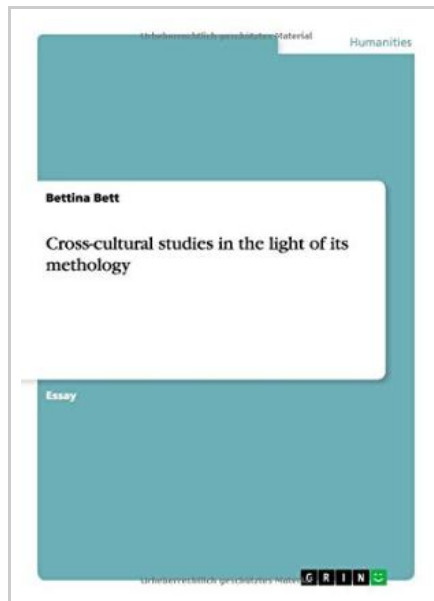 Urheberrechtlich geschütztes Material
Humanities
Bettina Bett
Cross-cultural studies in the light of its
methology
Essay
Urheberrechtlich geschütztes Mater
GRIN